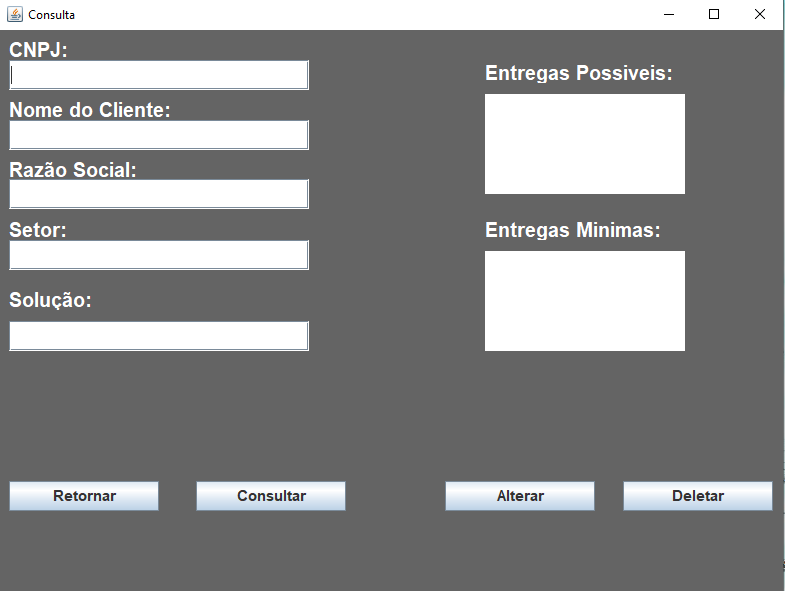 Consulta
CNPJ:
Nome do Cliente:
Razão Social:
Setor:
Solução:
Entregas Possiveis:
Entregas Minimas:
Retornar
Consultar
Alterar
Deletar